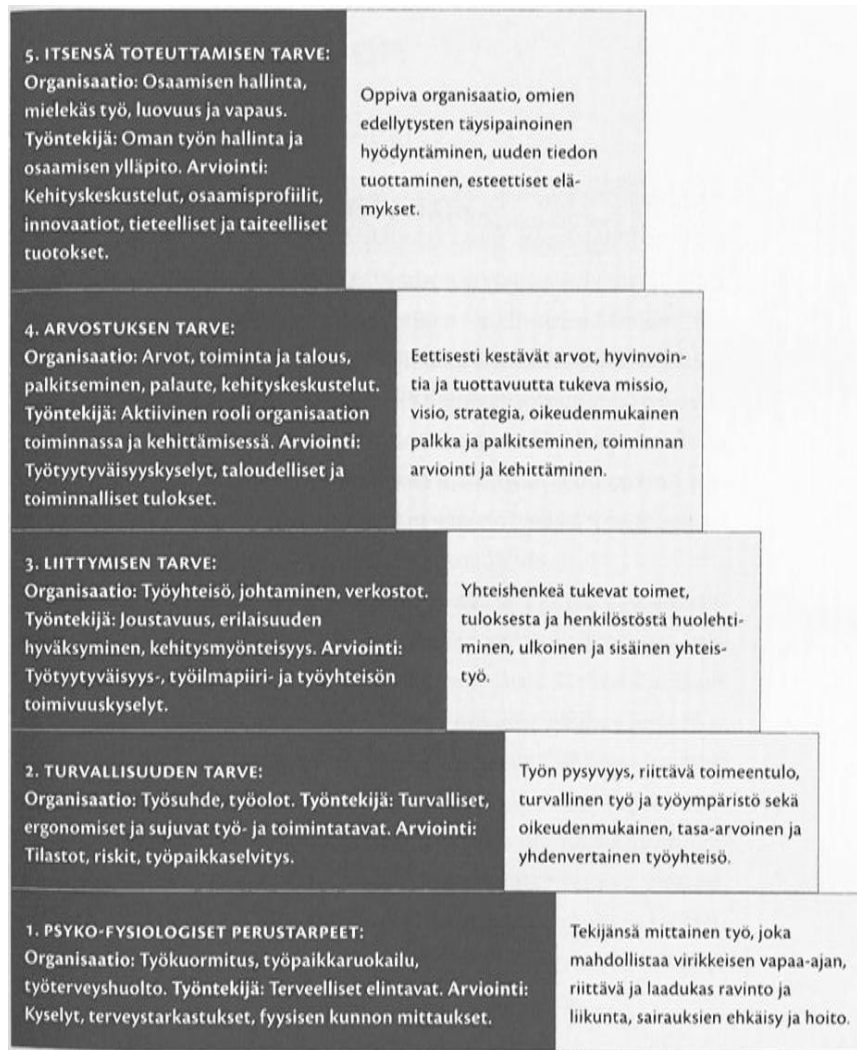 5. ITSENSÄ TOTEUTTAMISEN TARVE:
Organisaatio: Osaamisen hallinta,
mielekäs työ, luovuus ja vapaus.
Työntekijä: Oman työn hallinta ja
osaamisen ylläpito. Arviointi:
Kehityskeskustelut, osaamisprofiilit,
innovaatiot, tieteelliset ja taiteelliset
tuotokset.
Oppiva organisaatio, omien
edellytysten täysipainoinen
hyödyntäminen, uuden tiedon
tuottaminen, esteettiset elä-
mykset.
4. ARVOSTUKSEN TARVE:
Organisaatio: Arvot, toiminta ja talous,
palkitseminen, palaute, kehityskeskustelut.
Työntekijä: Aktiivinen rooli organisaation
toiminnassa ja kehittämisessä. Arviointi:
Työtyytyväisyyskyselyt, taloudelliset ja
toiminnalliset tulokset.
Eettisesti kestävät arvot, hyvinvoin-
tia ja tuottavuutta tukeva missio,
visio, strategia, oikeudenmukainen
palkka ja palkitseminen, toiminnan
arviointi ja kehittäminen.
3. LIITTYMISEN TARVE:
Organisaatio: Työyhteisö, johtaminen, verkostot.
Työntekijä: Joustavuus, erilaisuuden
hyväksyminen, kehitysmyönteisyys. Arviointi:
Työtyytyväisyys-, työilmapiiri- ja työyhteisön
toimivuuskyselyt.
Yhteishenkeä tukevat toimet,
tuloksesta ja henkilöstöstä huolehti-
minen, ulkoinen ja sisäinen yhteis-
työ.
2. TURVALLISUUDEN TARVE:
Organisaatio: Työsuhde, työolot. Työntekijä: Turvalliset,
ergonomiset ja sujuvat työ- ja toimintatavat. Arviointi:
Tilastot, riskit, työpaikkaselvitys.
Työn pysyvyys, riittävä toimeentulo,
turvallinen työ ja työympäristö sekä
oikeudenmukainen, tasa-arvoinen ja
yhdenvertainen työyhteisö.
1. PSYKO-FYSIOLOGISET PERUSTARPEET:
Organisaatio: Työkuormitus, työpaikkaruokailu,
työterveyshuolto. Työntekijä: Terveelliset elintavat. Arviointi:
Kyselyt, terveystarkastukset, fyysisen kunnon mittaukset.
Tekijänsä mittainen työ, joka
mahdollistaa virikkeisen vapaa-ajan,
riittävä ja laadukas ravinto ja
liikunta, sairauksien ehkäisy ja hoito.